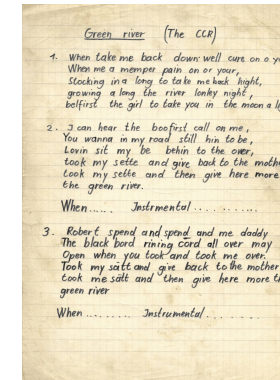 Green river (The CCR)
1. When take me back down well cure on o y
When me a memper pain on or your,
Stocking in a long to take me back hight,
growing a long the river lonky night,
belfirst the girl to take you in the moon a li
2. I can hear the boofirst call on me,
You wanna in my road still hin to be,
Lovin sit my be behin to the over,
took my sette and give back to the mothe
took my sette and then give here more
the green river.
When...... Instrmental ..........
3. Robert spend and spend and me daddy
The black bord rining cord all over may
Open when you took and took me over.
Took my sätt and give back to the mother
took me sätt and then give here more th
green river
When ......... Instrumental .......